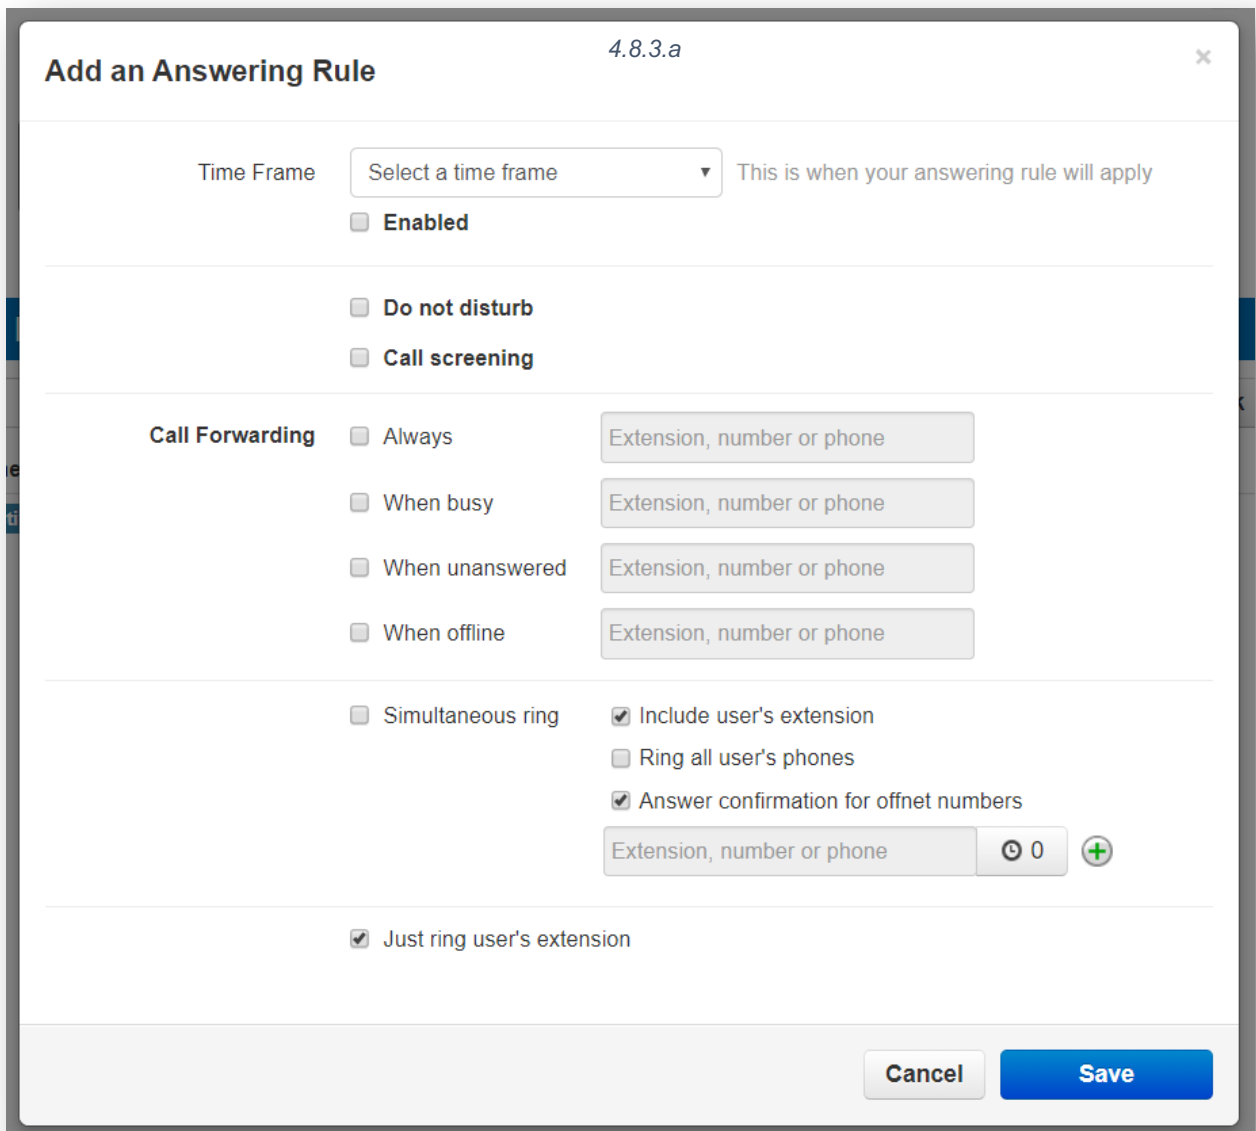 4.8.3.a
Add an Answering Rule
×
Time Frame Select a time frame This is when your answering rule will apply
Enabled
Do not disturb
Call screening
Call Forwarding Always Extension, number or phone
When busy Extension, number or phone
When unanswered Extension, number or phone
When offline Extension, number or phone
Simultaneous ring Include user's extension
Ring all user's phones
Answer confirmation for offnet numbers
Extension, number or phone 0
Just ring user's extension
Cancel Save